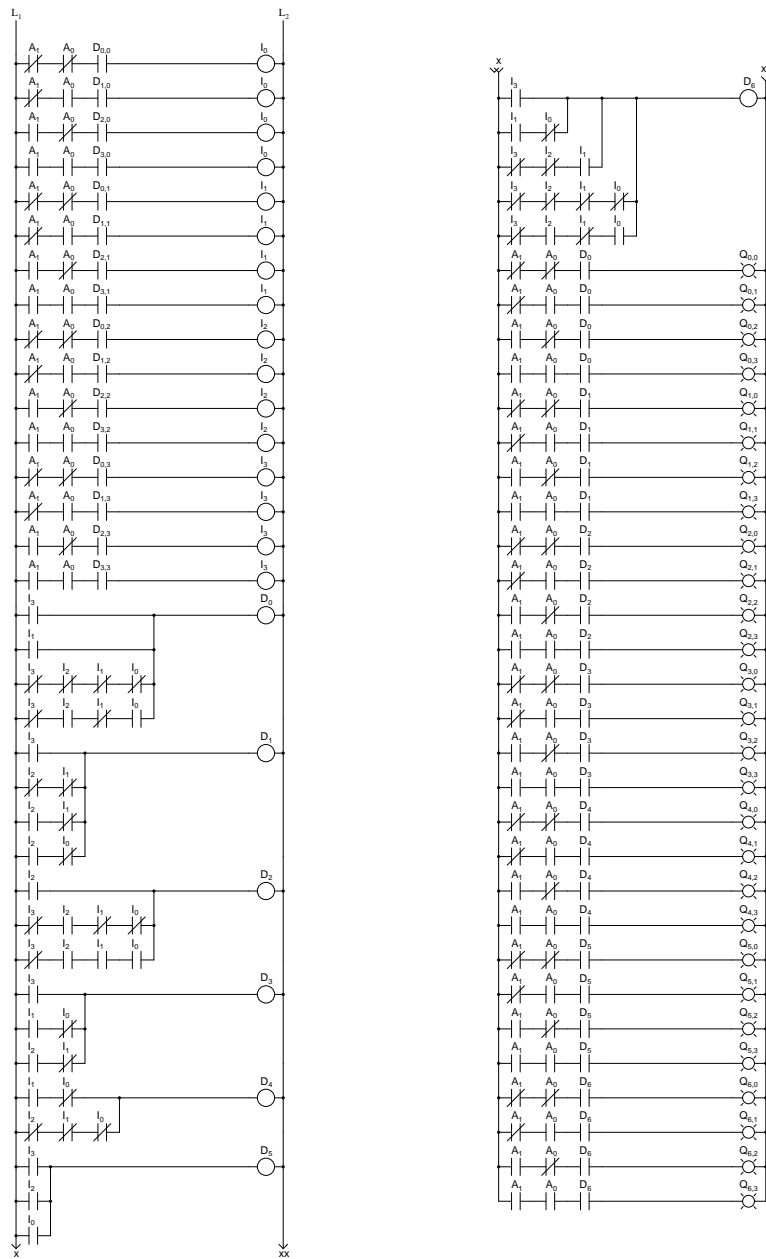 L₁ L₂
A₁ A₀ D₀,₀ I₀
A₁ A₀ D₁,₀ I₀
A₁ A₀ D₂,₀ I₀
A₁ A₀ D₃,₀ I₀
A₁ A₀ D₀,₁ I₁
A₁ A₀ D₁,₁ I₁
A₁ A₀ D₂,₁ I₁
A₁ A₀ D₃,₁ I₁
A₁ A₀ D₀,₂ I₂
A₁ A₀ D₁,₂ I₂
A₁ A₀ D₂,₂ I₂
A₁ A₀ D₃,₂ I₂
A₁ A₀ D₀,₃ I₃
A₁ A₀ D₁,₃ I₃
A₁ A₀ D₂,₃ I₃
A₁ A₀ D₃,₃ I₃
I₃ D₀
I₁
I₃ I₂ I₁ I₀
I₃ I₂ I₁ I₀
I₃ D₁
I₂ I₁
I₂ I₁
I₂ I₀
I₂ D₂
I₃ I₂ I₁ I₀
I₃ I₂ I₁ I₀
I₃ D₃
I₁ I₀
I₂ I₁
I₁ I₀ D₄
I₂ I₁ I₀
I₃ D₅
I₂
I₀
x xx
x x
I₃ D₆
I₁ I₀
I₃ I₂ I₁
I₃ I₂ I₁ I₀
I₃ I₂ I₁ I₀
A₁ A₀ D₀ Q₀,₀
A₁ A₀ D₀ Q₀,₁
A₁ A₀ D₀ Q₀,₂
A₁ A₀ D₀ Q₀,₃
A₁ A₀ D₁ Q₁,₀
A₁ A₀ D₁ Q₁,₁
A₁ A₀ D₁ Q₁,₂
A₁ A₀ D₁ Q₁,₃
A₁ A₀ D₂ Q₂,₀
A₁ A₀ D₂ Q₂,₁
A₁ A₀ D₂ Q₂,₂
A₁ A₀ D₂ Q₂,₃
A₁ A₀ D₃ Q₃,₀
A₁ A₀ D₃ Q₃,₁
A₁ A₀ D₃ Q₃,₂
A₁ A₀ D₃ Q₃,₃
A₁ A₀ D₄ Q₄,₀
A₁ A₀ D₄ Q₄,₁
A₁ A₀ D₄ Q₄,₂
A₁ A₀ D₄ Q₄,₃
A₁ A₀ D₅ Q₅,₀
A₁ A₀ D₅ Q₅,₁
A₁ A₀ D₅ Q₅,₂
A₁ A₀ D₅ Q₅,₃
A₁ A₀ D₆ Q₆,₀
A₁ A₀ D₆ Q₆,₁
A₁ A₀ D₆ Q₆,₂
A₁ A₀ D₆ Q₆,₃